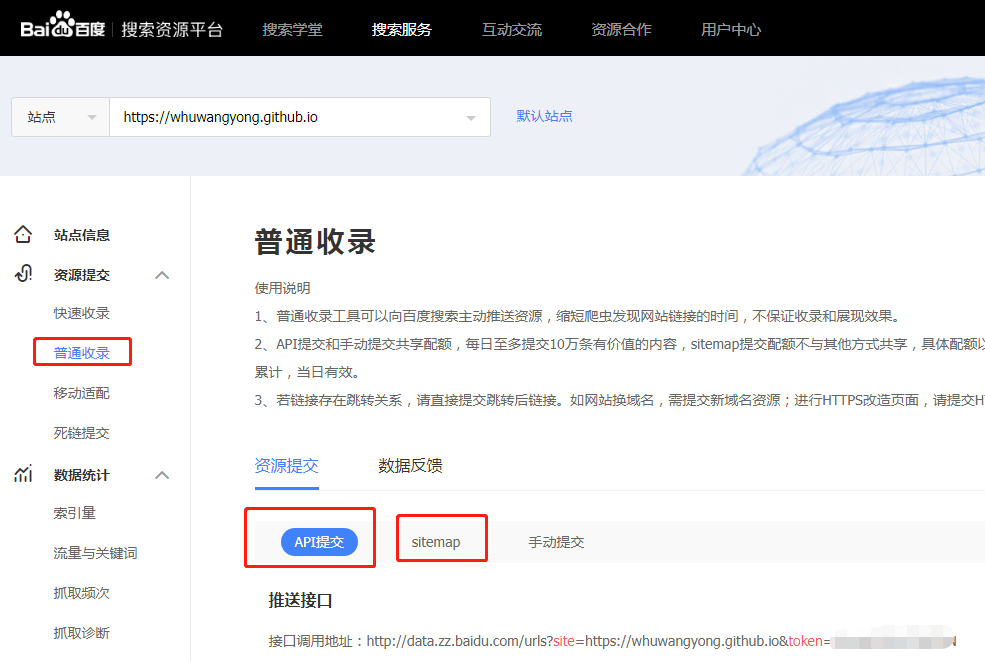 Bai du 百度 搜索资源平台 搜索学堂 搜索服务 互动交流 资源合作 用户中心
站点 https://whuwangyong.github.io 默认站点
站点信息
资源提交
快速收录
普通收录
移动适配
死链提交
数据统计
索引量
流量与关键词
抓取频次
抓取诊断
普通收录
使用说明
1、普通收录工具可以向百度搜索主动推送资源，缩短爬虫发现网站链接的时间，不保证收录和展现效果。
2、API提交和手动提交共享配额，每日至多提交10万条有价值的内容，sitemap提交配额不与其他方式共享，具体配额以
累计，当日有效。
3、若链接存在跳转关系，请直接提交跳转后链接。如网站换域名，需提交新域名资源；进行HTTPS改造页面，请提交H
资源提交 数据反馈
API提交 sitemap 手动提交
推送接口
接口调用地址：http://data.zz.baidu.com/urls?site=https://whuwangyong.github.io&token=